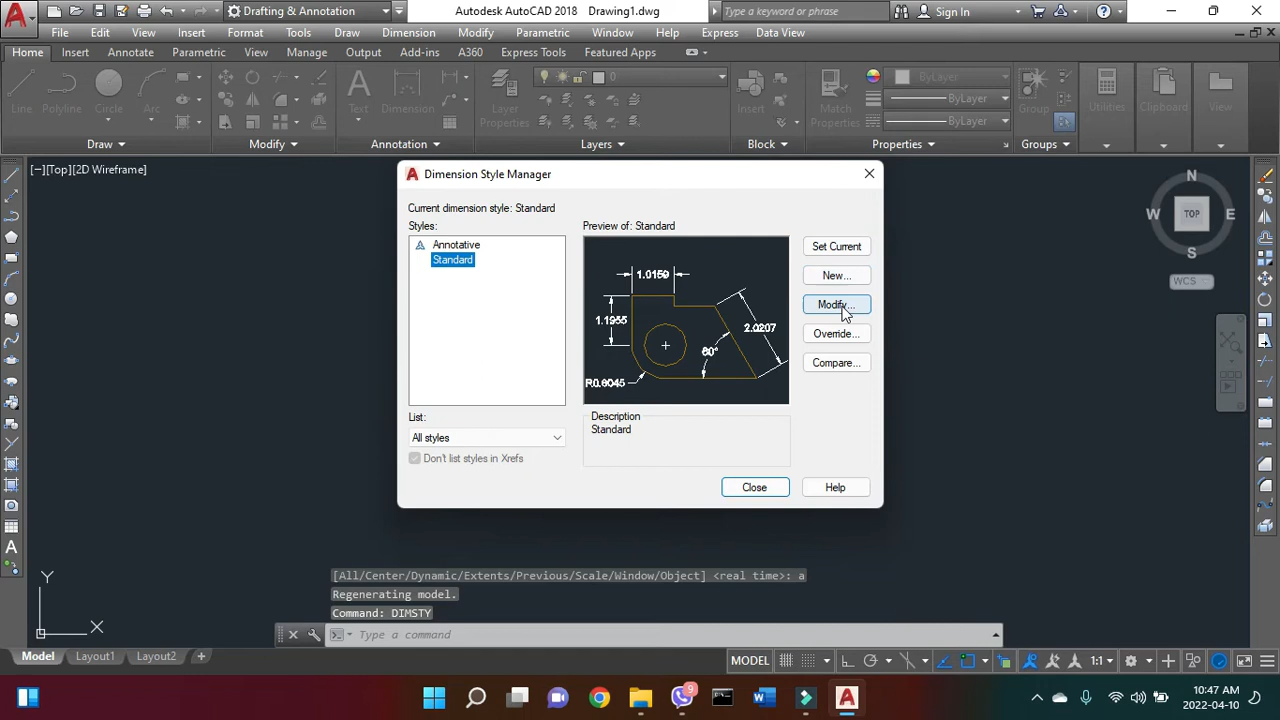 Drafting & Annotation
Autodesk AutoCAD 2018 Drawing1.dwg
Type a keyword or phrase
Sign In
File Edit View Insert Format Tools Draw Dimension Modify Parametric Window Help Express Data View
Home Insert Annotate Parametric View Manage Output Add-ins A360 Express Tools Featured Apps
0
ByLayer
ByLayer
ByLayer
Line Polyline Circle Arc
Text Dimension
Layer Properties
Insert
Match Properties
Group
Utilities
Clipboard
View
Draw Modify Annotation Layers Block Properties Groups
[−][Top][2D Wireframe]
N
W TOP E
S
WCS
Dimension Style Manager
Current dimension style: Standard
Styles:
Annotative
Standard
Preview of: Standard
1.0159
1.1955
2.0207
60°
R0.8045
Set Current
New...
Modify...
Override...
Compare...
List:
All styles
Don't list styles in Xrefs
Description
Standard
Close
Help
[All/Center/Dynamic/Extents/Previous/Scale/Window/Object] <real time>: a
Regenerating model.
Command: DIMSTY
Type a command
Y
X
Model Layout1 Layout2 +
MODEL
1:1
9
10:47 AM
2022-04-10